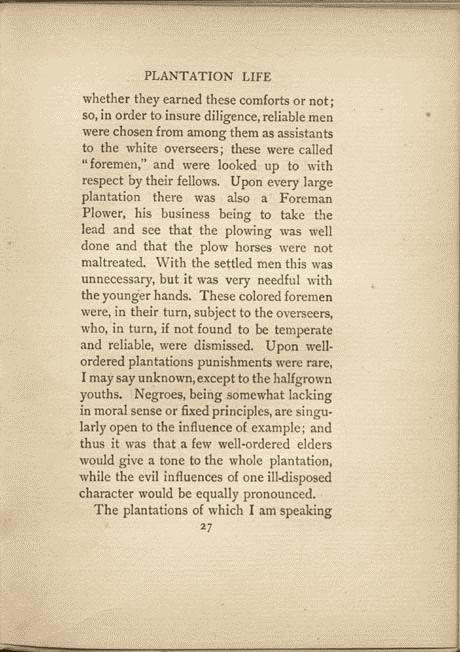 PLANTATION LIFE
whether they earned these comforts or not;
so, in order to insure diligence, reliable men
were chosen from among them as assistants
to the white overseers; these were called
"foremen," and were looked up to with
respect by their fellows. Upon every large
plantation there was also a Foreman
Plower, his business being to take the
lead and see that the plowing was well
done and that the plow horses were not
maltreated. With the settled men this was
unnecessary, but it was very needful with
the younger hands. These colored foremen
were, in their turn, subject to the overseers,
who, in turn, if not found to be temperate
and reliable, were dismissed. Upon well-
ordered plantations punishments were rare,
I may say unknown, except to the halfgrown
youths. Negroes, being somewhat lacking
in moral sense or fixed principles, are singu-
larly open to the influence of example; and
thus it was that a few well-ordered elders
would give a tone to the whole plantation,
while the evil influences of one ill-disposed
character would be equally pronounced.
The plantations of which I am speaking
27